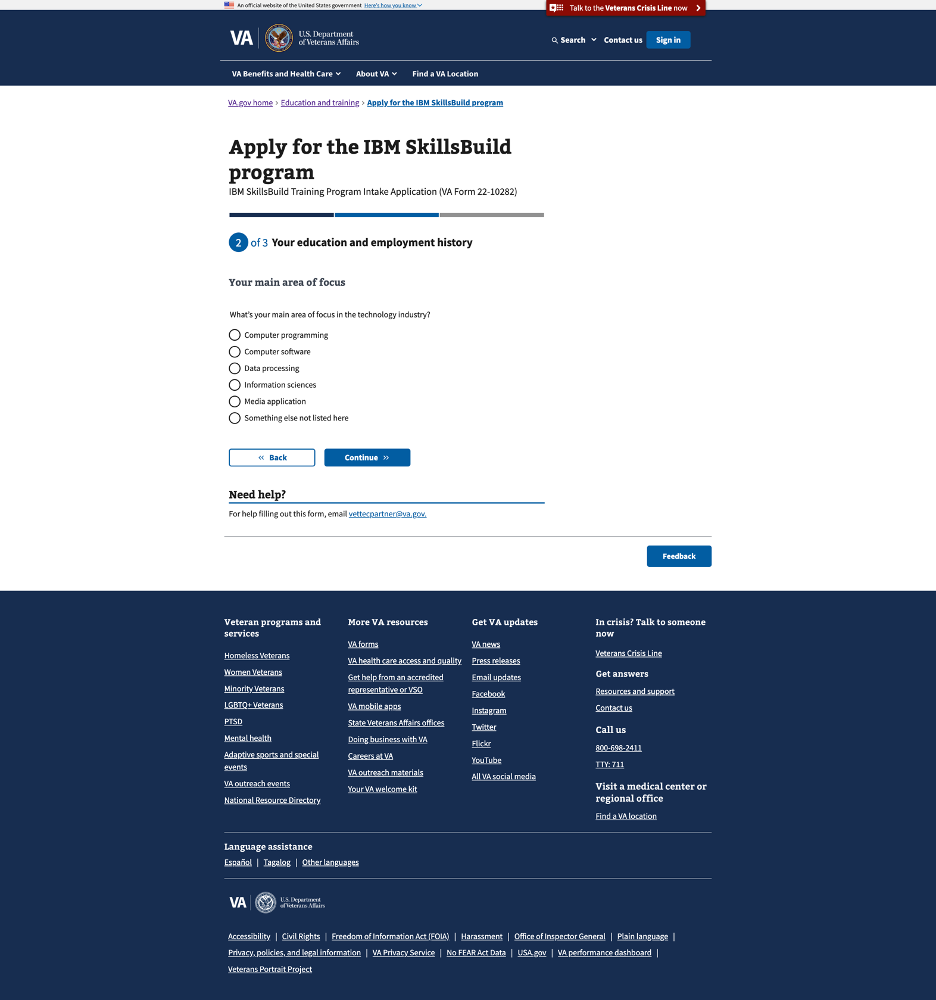 An official website of the United States government Here's how you know
Talk to the Veterans Crisis Line now
VA U.S. Department
of Veterans Affairs
Search Contact us Sign in
VA Benefits and Health Care About VA Find a VA Location
VA.gov home › Education and training › Apply for the IBM SkillsBuild program
Apply for the IBM SkillsBuild
program
IBM SkillsBuild Training Program Intake Application (VA Form 22-10282)
2 of 3 Your education and employment history
Your main area of focus
What's your main area of focus in the technology industry?
Computer programming
Computer software
Data processing
Information sciences
Media application
Something else not listed here
« Back Continue »
Need help?
For help filling out this form, email vettecpartner@va.gov.
Feedback
Veteran programs and
services
Homeless Veterans
Women Veterans
Minority Veterans
LGBTQ+ Veterans
PTSD
Mental health
Adaptive sports and special
events
VA outreach events
National Resource Directory
More VA resources
VA forms
VA health care access and quality
Get help from an accredited
representative or VSO
VA mobile apps
State Veterans Affairs offices
Doing business with VA
Careers at VA
VA outreach materials
Your VA welcome kit
Get VA updates
VA news
Press releases
Email updates
Facebook
Instagram
Twitter
Flickr
YouTube
All VA social media
In crisis? Talk to someone
now
Veterans Crisis Line
Get answers
Resources and support
Contact us
Call us
800-698-2411
TTY: 711
Visit a medical center or
regional office
Find a VA location
Language assistance
Español | Tagalog | Other languages
VA U.S. Department
of Veterans Affairs
Accessibility | Civil Rights | Freedom of Information Act (FOIA) | Harassment | Office of Inspector General | Plain language |
Privacy, policies, and legal information | VA Privacy Service | No FEAR Act Data | USA.gov | VA performance dashboard |
Veterans Portrait Project